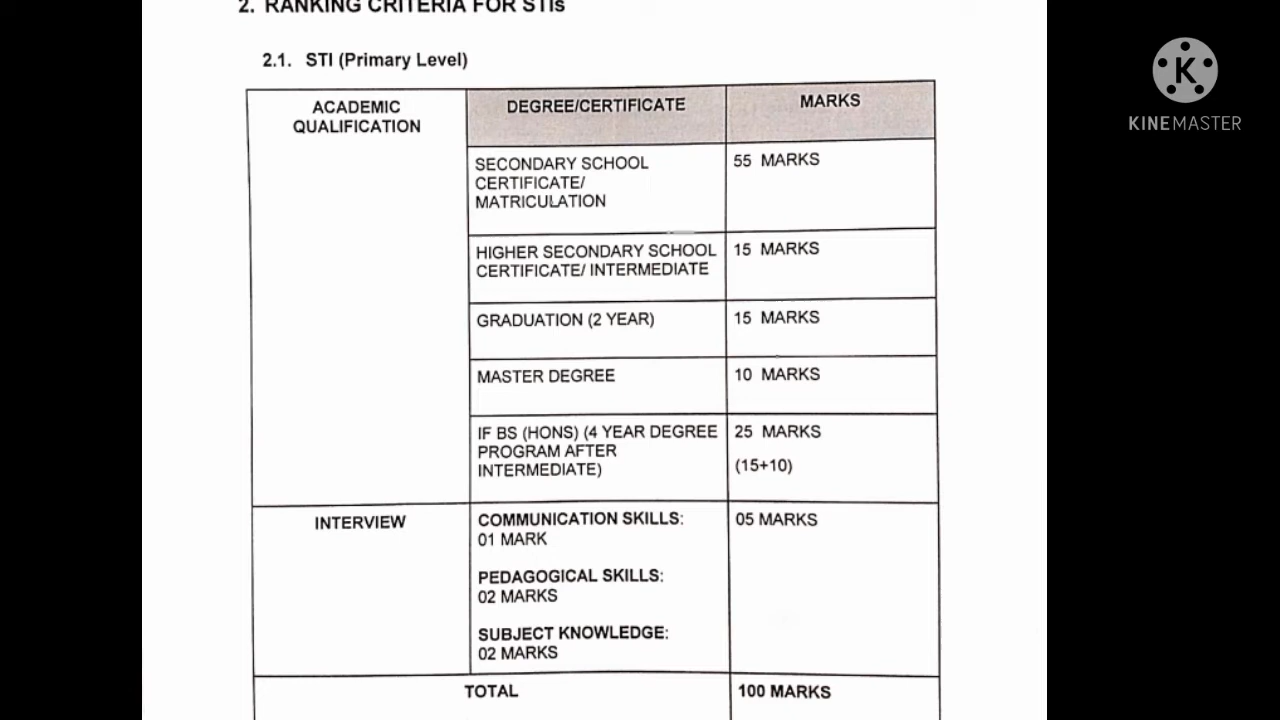 2. RANKING CRITERIA FOR STIs
2.1. STI (Primary Level)
ACADEMIC
QUALIFICATION
DEGREE/CERTIFICATE
MARKS
SECONDARY SCHOOL
CERTIFICATE/
MATRICULATION
55 MARKS
HIGHER SECONDARY SCHOOL
CERTIFICATE/ INTERMEDIATE
15 MARKS
GRADUATION (2 YEAR)
15 MARKS
MASTER DEGREE
10 MARKS
IF BS (HONS) (4 YEAR DEGREE
PROGRAM AFTER
INTERMEDIATE)
25 MARKS
(15+10)
INTERVIEW
COMMUNICATION SKILLS:
01 MARK
PEDAGOGICAL SKILLS:
02 MARKS
SUBJECT KNOWLEDGE:
02 MARKS
05 MARKS
TOTAL
100 MARKS
K
KINEMASTER